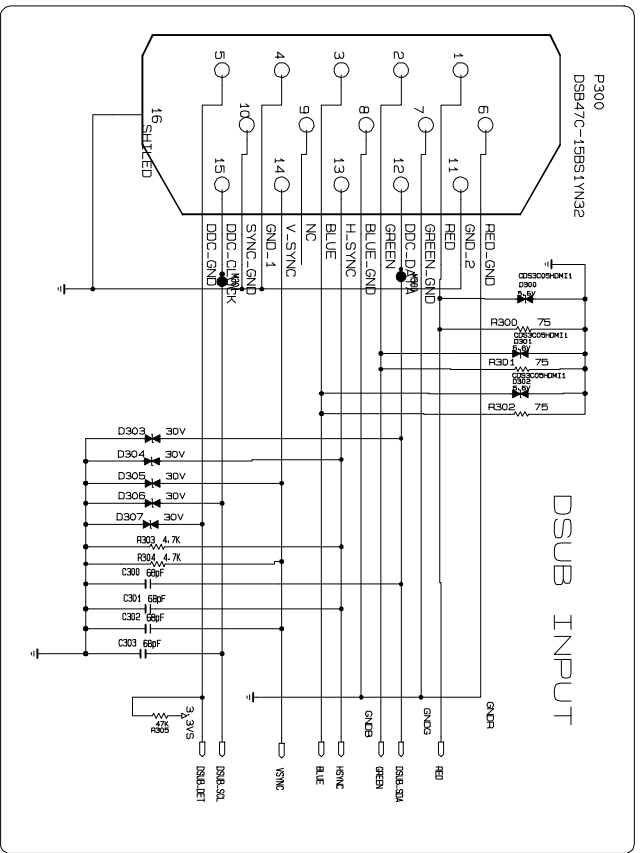 P300
DSB47C-15BS1YN32
5
4
3
2
1
10
9
8
7
6
15
14
13
12
11
16
SHILED
DDC_GND
DDC_CLOCK
SYNC_GND
GND_1
V_SYNC
NC
BLUE
H_SYNC
BLUE_GND
GREEN
DDC_DATA
GREEN_GND
RED
GND_2
RED_GND
CDS3C05HDMI1
D300
5.5V
R300 75
CDS3C05HDMI1
D301
5.5V
R301 75
CDS3C05HDMI1
D302
5.5V
R302 75
D303 30V
D304 30V
D305 30V
D306 30V
D307 30V
R303 4.7K
R304 4.7K
C300 68pF
C301 68pF
C302 68pF
C303 68pF
DSUB INPUT
3.3VS
47K
R305
GNDB
GNDG
GNDR
DSUB_DET
DSUB_SCL
VSYNC
BLUE
HSYNC
GREEN
DSUB_SDA
RED